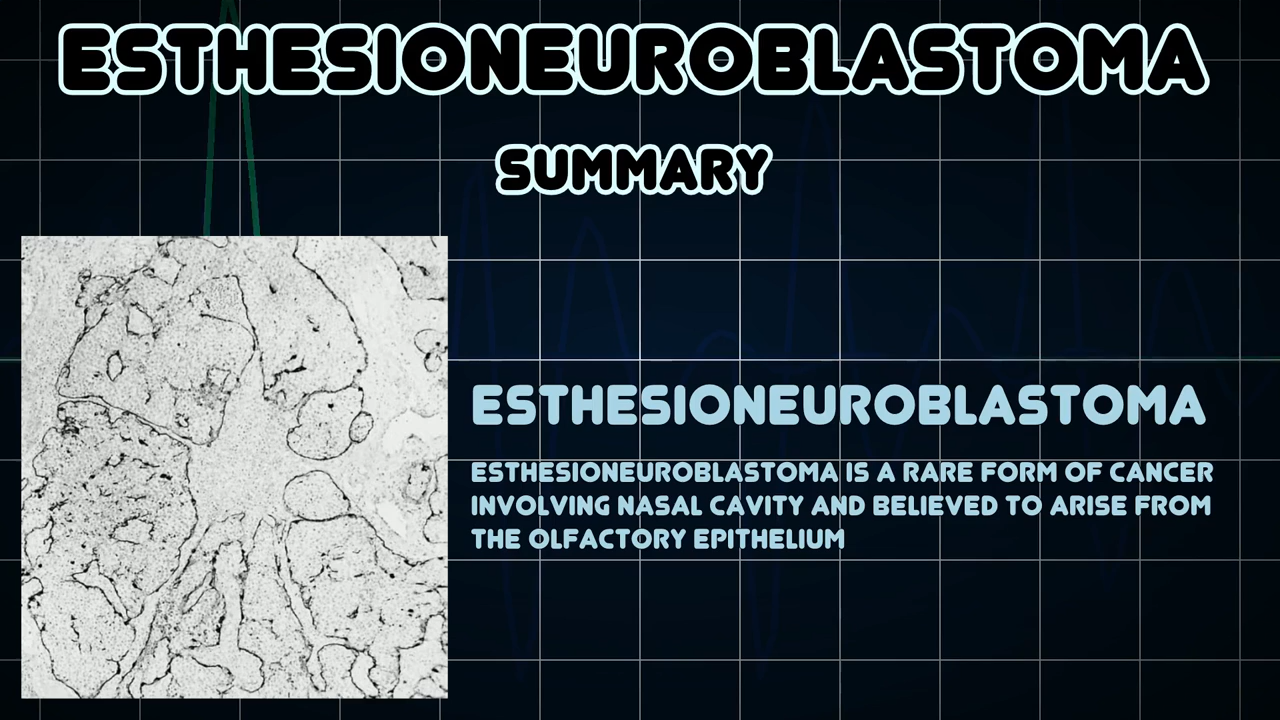 ESTHESIONEUROBLASTOMA
SUMMARY
ESTHESIONEUROBLASTOMA
ESTHESIONEUROBLASTOMA IS A RARE FORM OF CANCER
INVOLVING NASAL CAVITY AND BELIEVED TO ARISE FROM
THE OLFACTORY EPITHELIUM